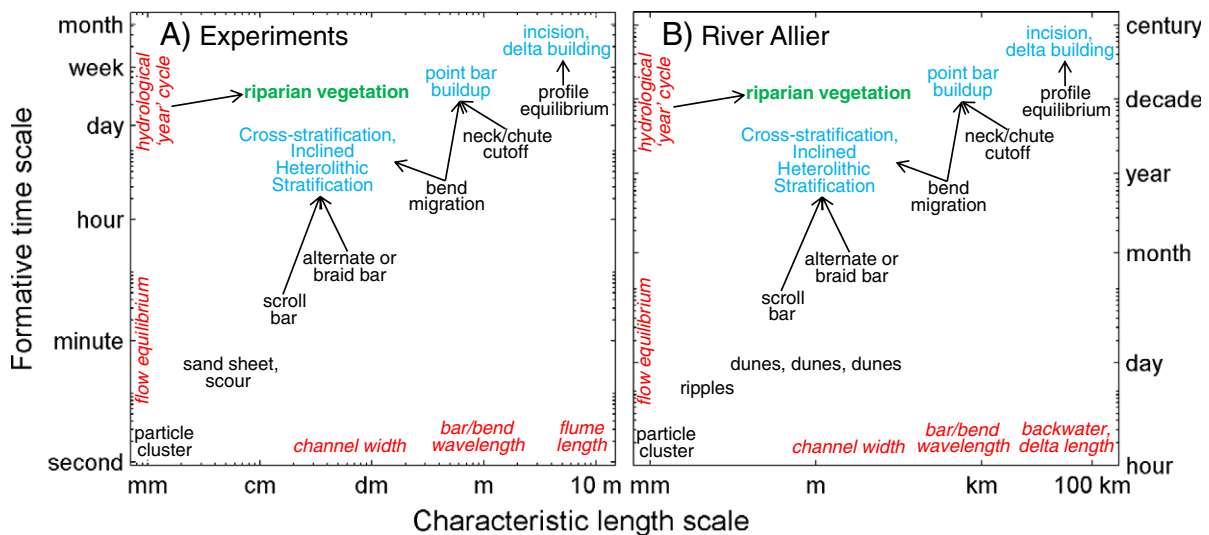 A) Experiments
month
week
day
hour
minute
second
Formative time scale
hydrological
'year' cycle
flow equilibrium
riparian vegetation
incision,
delta building
point bar
buildup
profile
equilibrium
Cross-stratification,
Inclined
Heterolithic
Stratification
neck/chute
cutoff
bend
migration
alternate or
braid bar
scroll
bar
sand sheet,
scour
particle
cluster
channel width
bar/bend
wavelength
flume
length
mm
cm
dm
m
10 m
B) River Allier
hydrological
'year' cycle
flow equilibrium
riparian vegetation
incision,
delta building
point bar
buildup
profile
equilibrium
Cross-stratification,
Inclined
Heterolithic
Stratification
neck/chute
cutoff
bend
migration
alternate or
braid bar
scroll
bar
dunes, dunes, dunes
ripples
particle
cluster
channel width
bar/bend
wavelength
backwater,
delta length
century
decade
year
month
day
hour
mm
m
km
100 km
Characteristic length scale